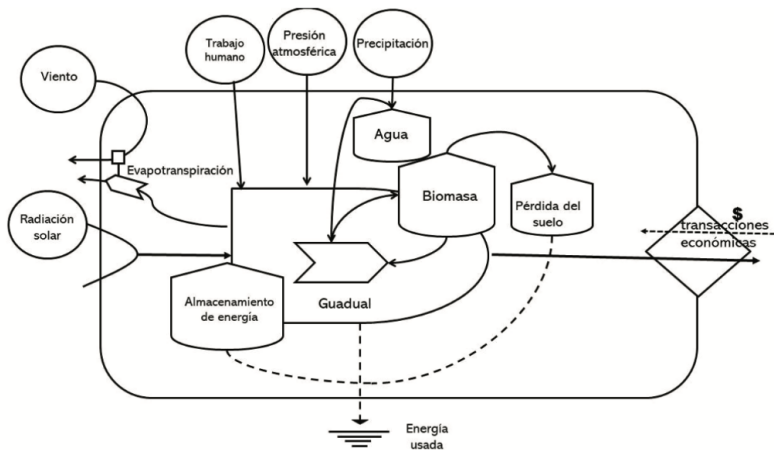 Trabajo
humano
Presión
atmosférica
Precipitación
Viento
Agua
Evapotranspiración
Biomasa
Pérdida del
suelo
Radiación
solar
$
transacciones
económicas
Almacenamiento
de energía
Guadual
Energía
usada